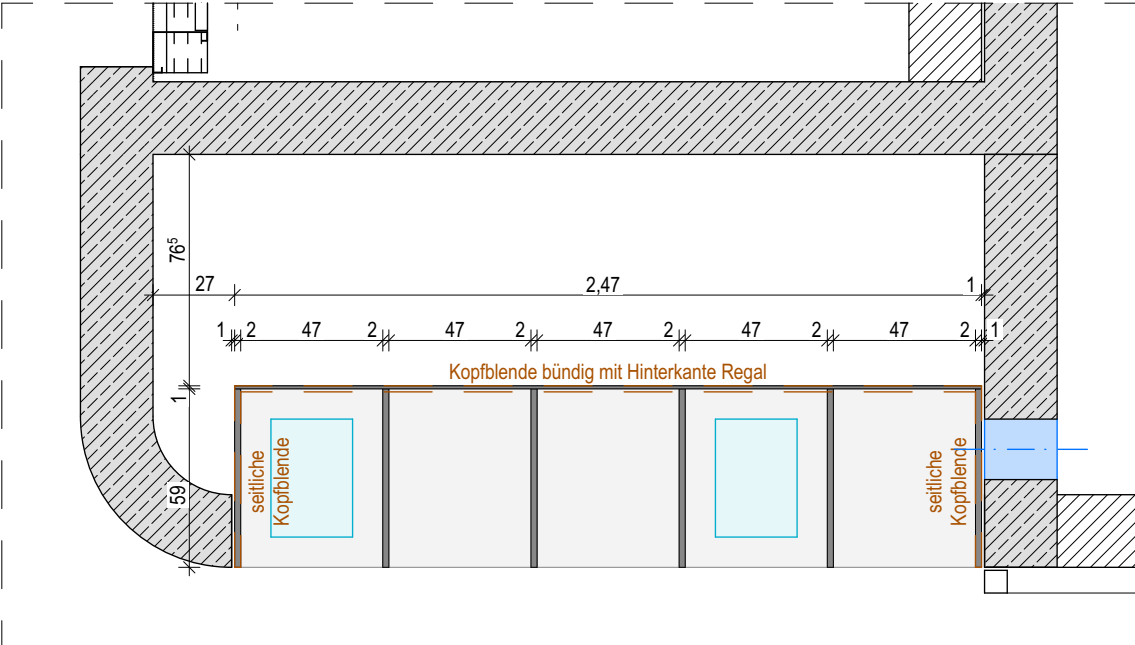 76⁵
27
2,47
1
1 2 47 2 47 2 47 2 47 2 47 2 1
Kopfblende bündig mit Hinterkante Regal
1
59
seitliche
Kopfblende
seitliche
Kopfblende